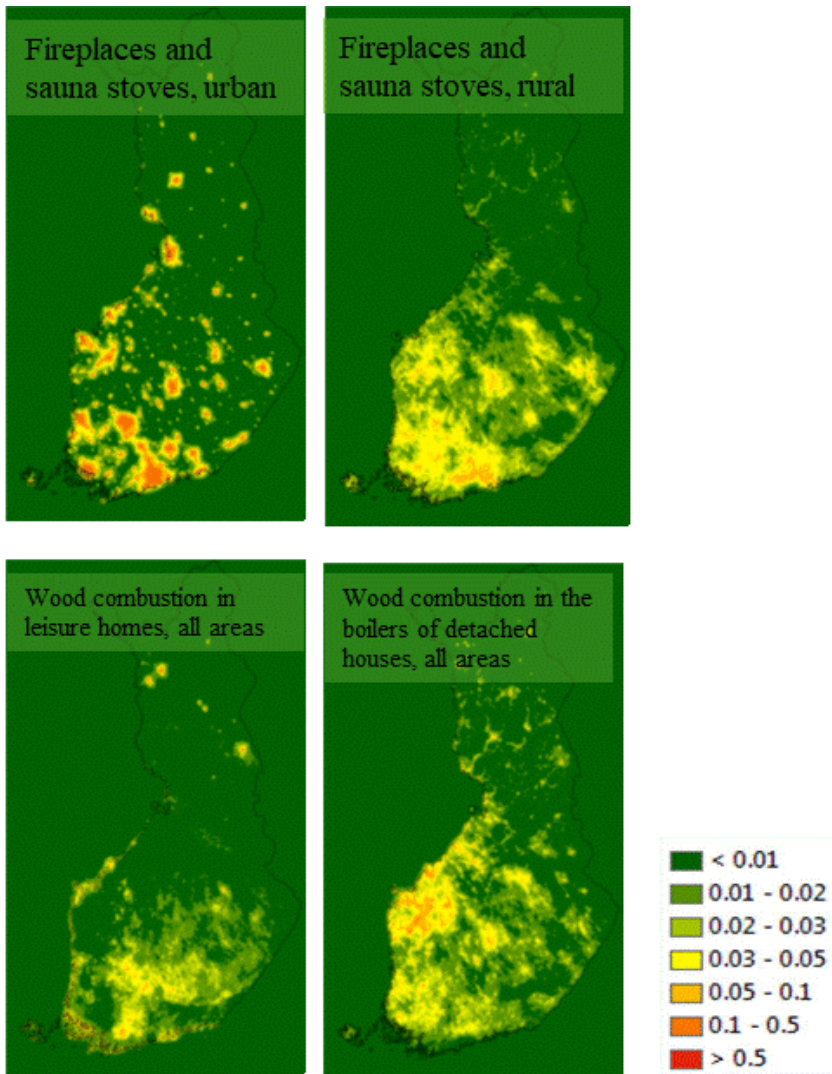 Fireplaces and
sauna stoves, urban
Fireplaces and
sauna stoves, rural
Wood combustion in
leisure homes, all areas
Wood combustion in the
boilers of detached
houses, all areas
< 0.01
0.01 - 0.02
0.02 - 0.03
0.03 - 0.05
0.05 - 0.1
0.1 - 0.5
> 0.5